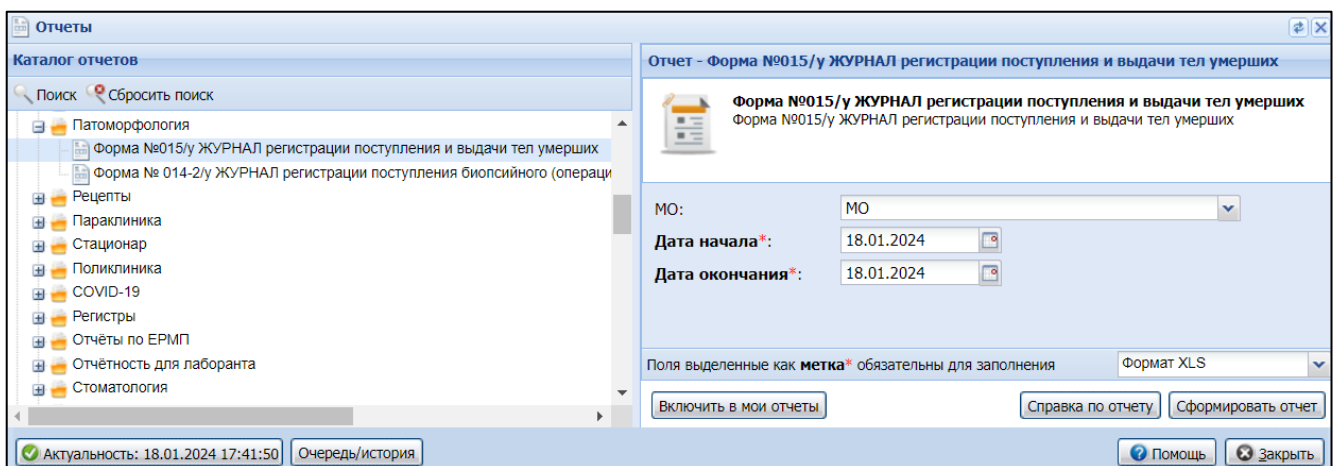 Отчеты
Каталог отчетов
Поиск Сбросить поиск
Патоморфология
Форма №015/у ЖУРНАЛ регистрации поступления и выдачи тел умерших
Форма № 014-2/у ЖУРНАЛ регистрации поступления биопсийного (операци
Рецепты
Параклиника
Стационар
Поликлиника
COVID-19
Регистры
Отчёты по ЕРМП
Отчётность для лаборанта
Стоматология
Отчет - Форма №015/у ЖУРНАЛ регистрации поступления и выдачи тел умерших
Форма №015/у ЖУРНАЛ регистрации поступления и выдачи тел умерших
Форма №015/у ЖУРНАЛ регистрации поступления и выдачи тел умерших
МО: МО
Дата начала*: 18.01.2024
Дата окончания*: 18.01.2024
Поля выделенные как метка* обязательны для заполнения Формат XLS
Включить в мои отчеты Справка по отчету Сформировать отчет
Актуальность: 18.01.2024 17:41:50 Очередь/история Помощь Закрыть